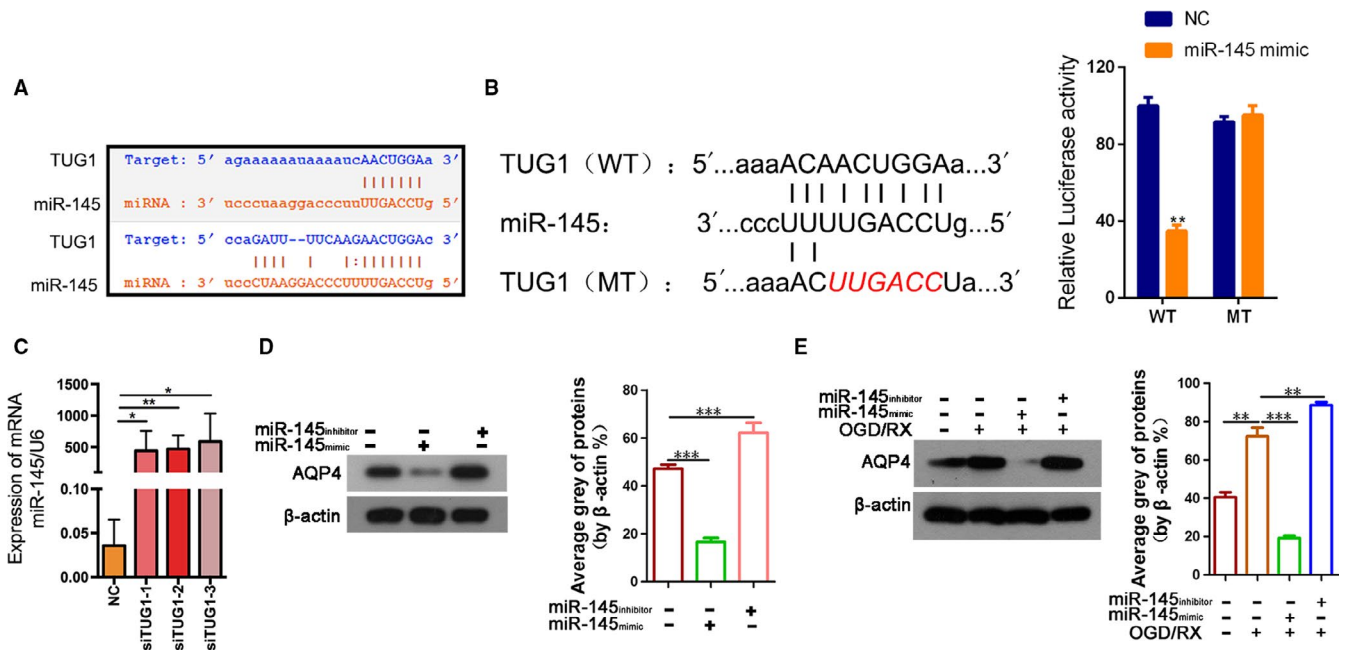 A
TUG1 Target: 5′ agaaaaaauaaaaucAACUGGAa 3′
|||||||
miR-145 miRNA : 3′ ucccuaaggacccuuUUGACCUg 5′
TUG1 Target: 5′ ccaGAUU--UUCAAGAACUGGAc 3′
|||| | |:|||||||
miR-145 miRNA : 3′ ucccCUAAGGACCCUUUUGACCUg 5′
B
TUG1（WT）: 5′...aaaACAACUGGAa...3′
miR-145: 3′...cccUUUUGACCUg...5′
TUG1（MT）: 5′...aaaACUUGACCUa...3′
NC
miR-145 mimic
Relative Luciferase activity
120
80
40
0
**
WT MT
C
Expression of mRNA
miR-145/U6
1500
1000
500
0.10
0.05
0.00
*
**
*
NC
siTUG1-1
siTUG1-2
siTUG1-3
D
miR-145inhibitor – – +
miR-145mimic – + –
AQP4
β-actin
Average grey of proteins
(by β-actin %)
80
60
40
20
0
***
***
miR-145inhibitor – – +
miR-145mimic – + –
E
miR-145inhibitor – – – +
miR-145mimic – – + –
OGD/RX – + + +
AQP4
β-actin
Average grey of proteins
(by β-actin %)
100
80
60
40
20
0
**
** ***
miR-145inhibitor – – – +
miR-145mimic – – + –
OGD/RX – + + +